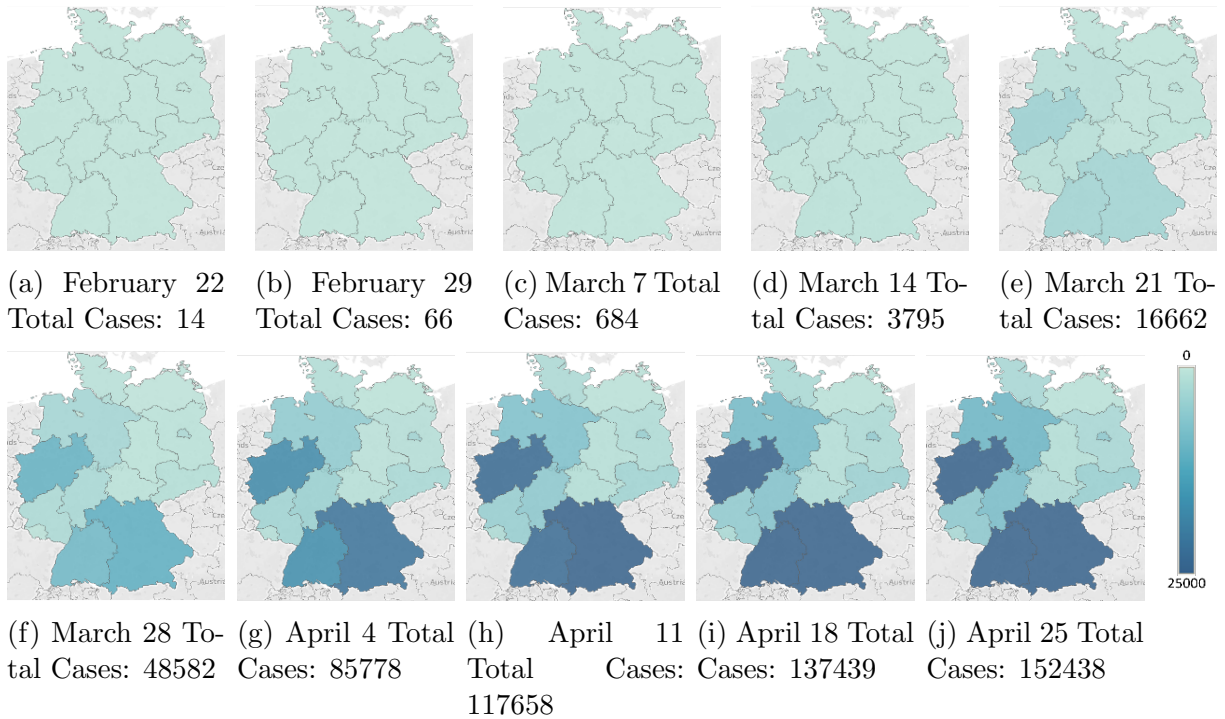 (a) February 22
Total Cases: 14
(b) February 29
Total Cases: 66
(c) March 7 Total
Cases: 684
(d) March 14 To-
tal Cases: 3795
(e) March 21 To-
tal Cases: 16662
0
25000
(f) March 28 To-
tal Cases: 48582
(g) April 4 Total
Cases: 85778
(h) April 11
Total Cases:
117658
(i) April 18 Total
Cases: 137439
(j) April 25 Total
Cases: 152438